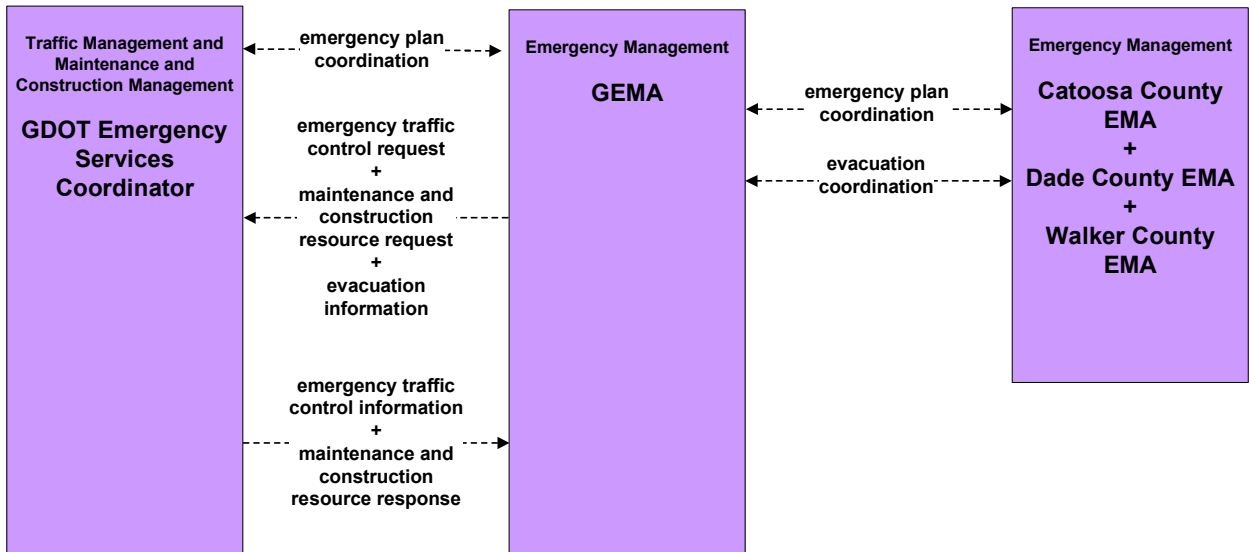 Traffic Management and
Maintenance and
Construction Management
GDOT Emergency
Services
Coordinator
emergency plan
coordination
emergency traffic
control request
+
maintenance and
construction
resource request
+
evacuation
information
emergency traffic
control information
+
maintenance and
construction
resource response
Emergency Management
GEMA
emergency plan
coordination
evacuation
coordination
Emergency Management
Catoosa County
EMA
+
Dade County EMA
+
Walker County
EMA